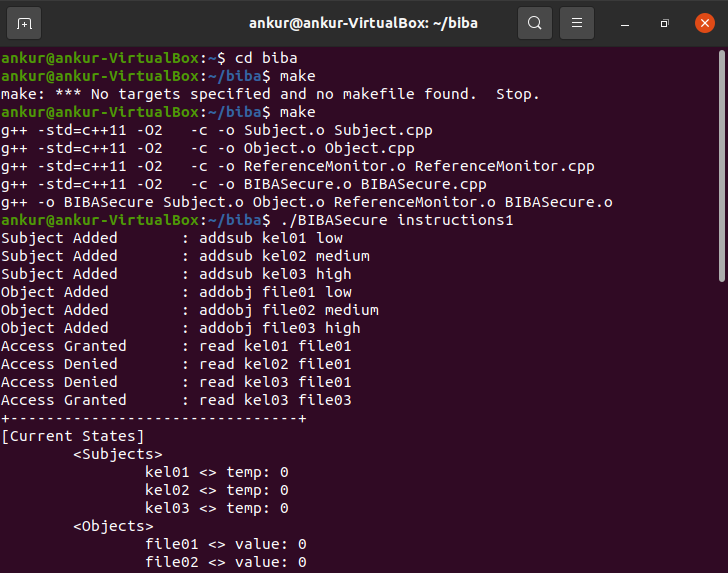 ankur@ankur-VirtualBox: ~/biba
ankur@ankur-VirtualBox:~$ cd biba
ankur@ankur-VirtualBox:~/biba$ make
make: *** No targets specified and no makefile found.  Stop.
ankur@ankur-VirtualBox:~/biba$ make
g++ -std=c++11 -O2   -c -o Subject.o Subject.cpp
g++ -std=c++11 -O2   -c -o Object.o Object.cpp
g++ -std=c++11 -O2   -c -o ReferenceMonitor.o ReferenceMonitor.cpp
g++ -std=c++11 -O2   -c -o BIBASecure.o BIBASecure.cpp
g++ -o BIBASecure Subject.o Object.o ReferenceMonitor.o BIBASecure.o
ankur@ankur-VirtualBox:~/biba$ ./BIBASecure instructions1
Subject Added       : addsub kel01 low
Subject Added       : addsub kel02 medium
Subject Added       : addsub kel03 high
Object Added        : addobj file01 low
Object Added        : addobj file02 medium
Object Added        : addobj file03 high
Access Granted      : read kel01 file01
Access Denied       : read kel02 file01
Access Denied       : read kel03 file01
Access Granted      : read kel03 file03
+--------------------------------+
[Current States]
        <Subjects>
                kel01 <> temp: 0
                kel02 <> temp: 0
                kel03 <> temp: 0
        <Objects>
                file01 <> value: 0
                file02 <> value: 0